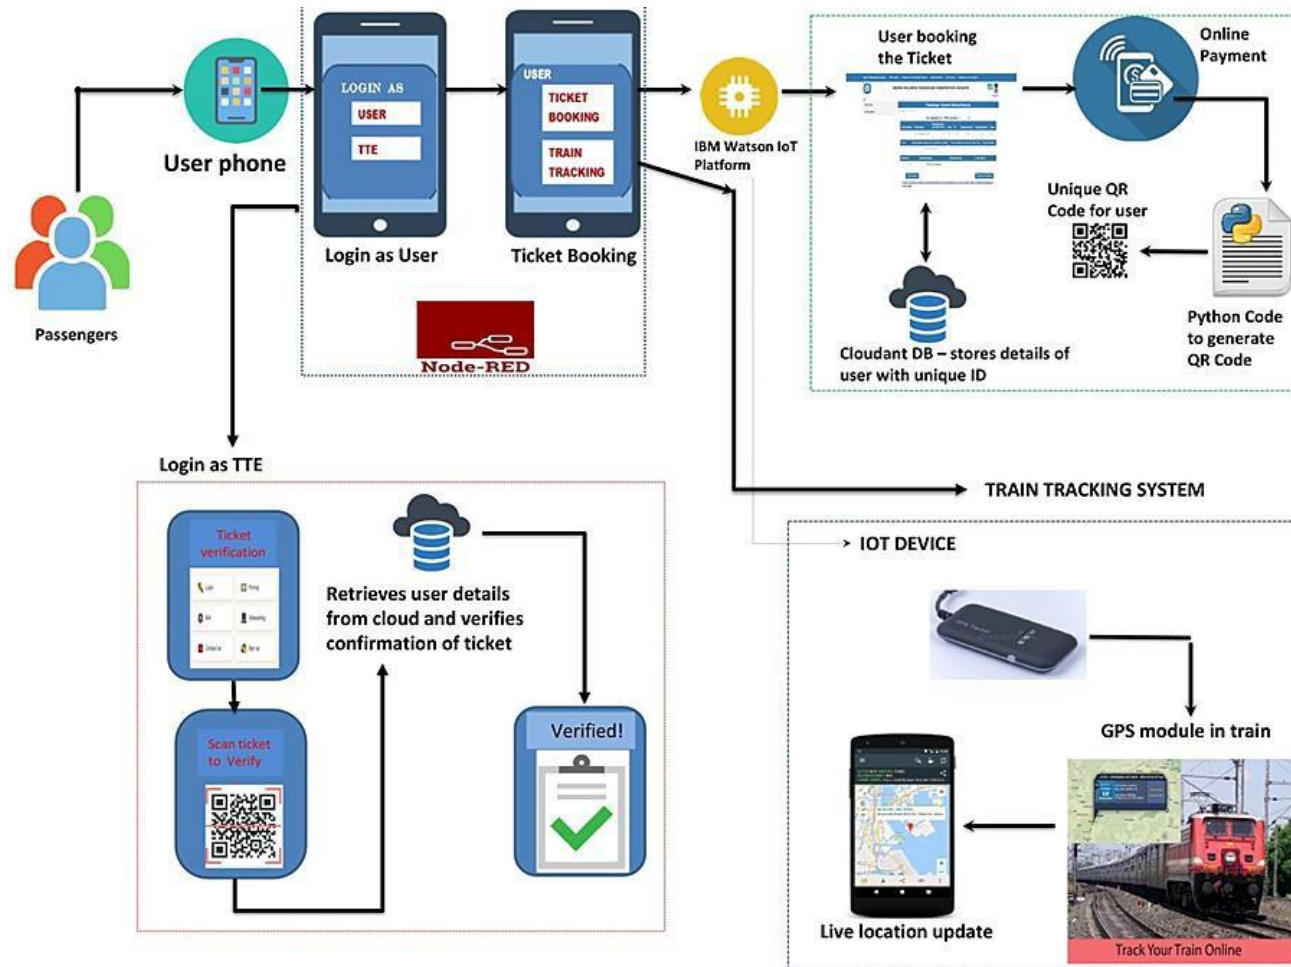 LOGIN AS
USER
TTE
Login as User
USER
TICKET
BOOKING
TRAIN
TRACKING
Ticket Booking
Node-RED
User phone
Passengers
IBM Watson IoT
Platform
User booking
the Ticket
Online
Payment
Unique QR
Code for user
Python Code
to generate
QR Code
Cloudant DB – stores details of
user with unique ID
Login as TTE
Ticket
verification
Scan ticket
to Verify
Retrieves user details
from cloud and verifies
confirmation of ticket
Verified!
TRAIN TRACKING SYSTEM
IOT DEVICE
GPS module in train
Live location update
Track Your Train Online